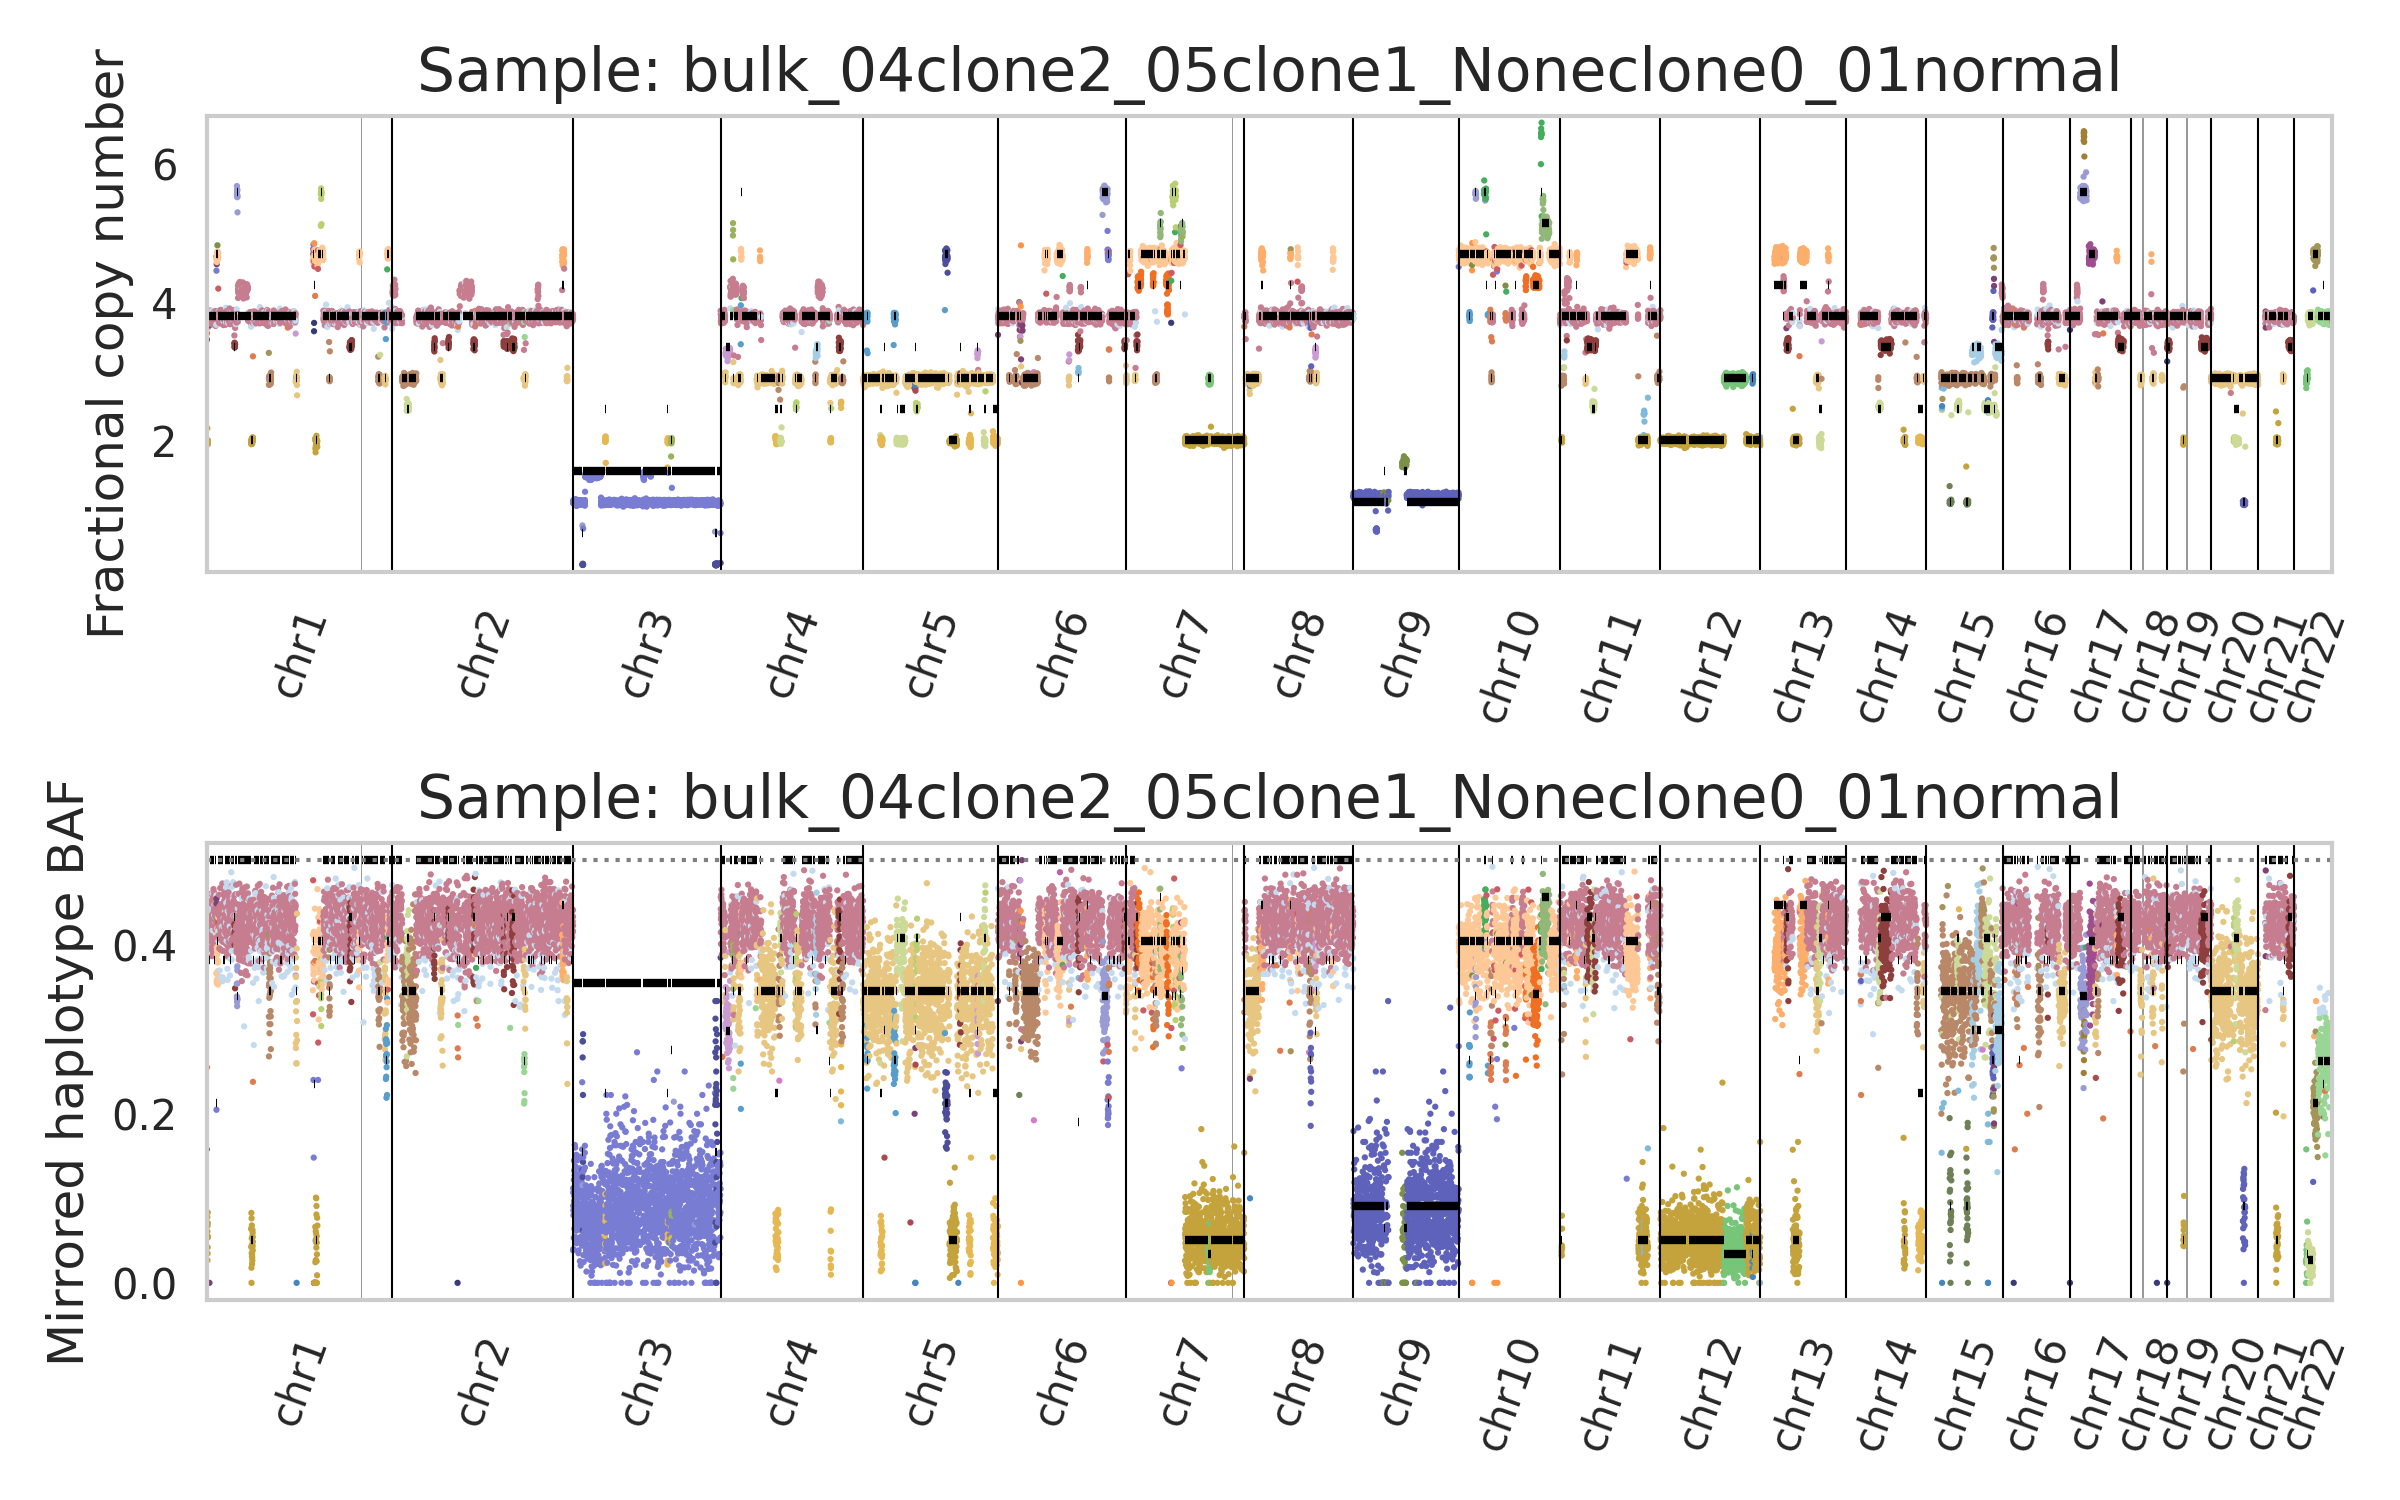 Sample: bulk_04clone2_05clone1_Noneclone0_01normal
Fractional copy number
6
4
2
chr1 chr2 chr3 chr4 chr5 chr6 chr7 chr8 chr9 chr10 chr11 chr12 chr13 chr14 chr15 chr16 chr17 chr18 chr19 chr20 chr21 chr22
Sample: bulk_04clone2_05clone1_Noneclone0_01normal
Mirrored haplotype BAF
0.4
0.2
0.0
chr1 chr2 chr3 chr4 chr5 chr6 chr7 chr8 chr9 chr10 chr11 chr12 chr13 chr14 chr15 chr16 chr17 chr18 chr19 chr20 chr21 chr22